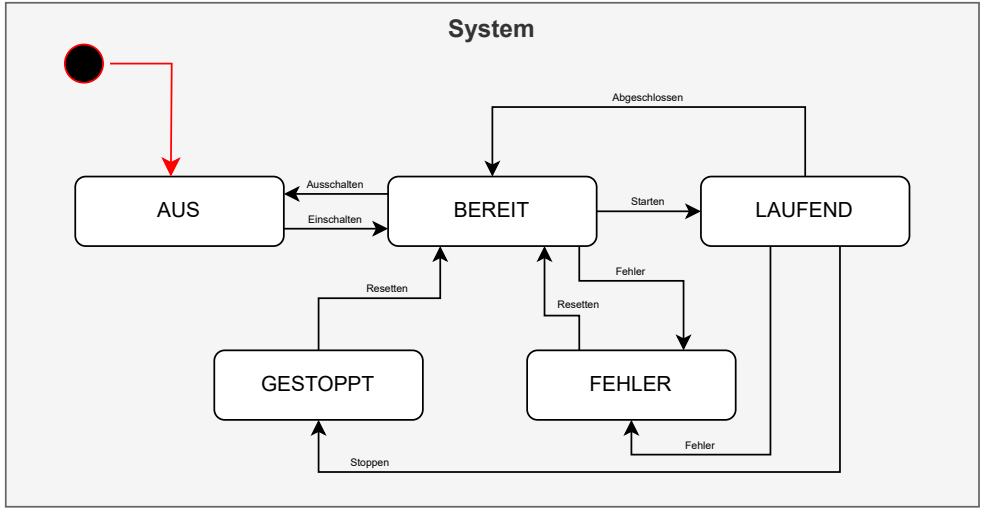 System
Abgeschlossen
AUS
Ausschalten
Einschalten
BEREIT
Starten
LAUFEND
Resetten
Resetten
Fehler
GESTOPPT
FEHLER
Fehler
Stoppen